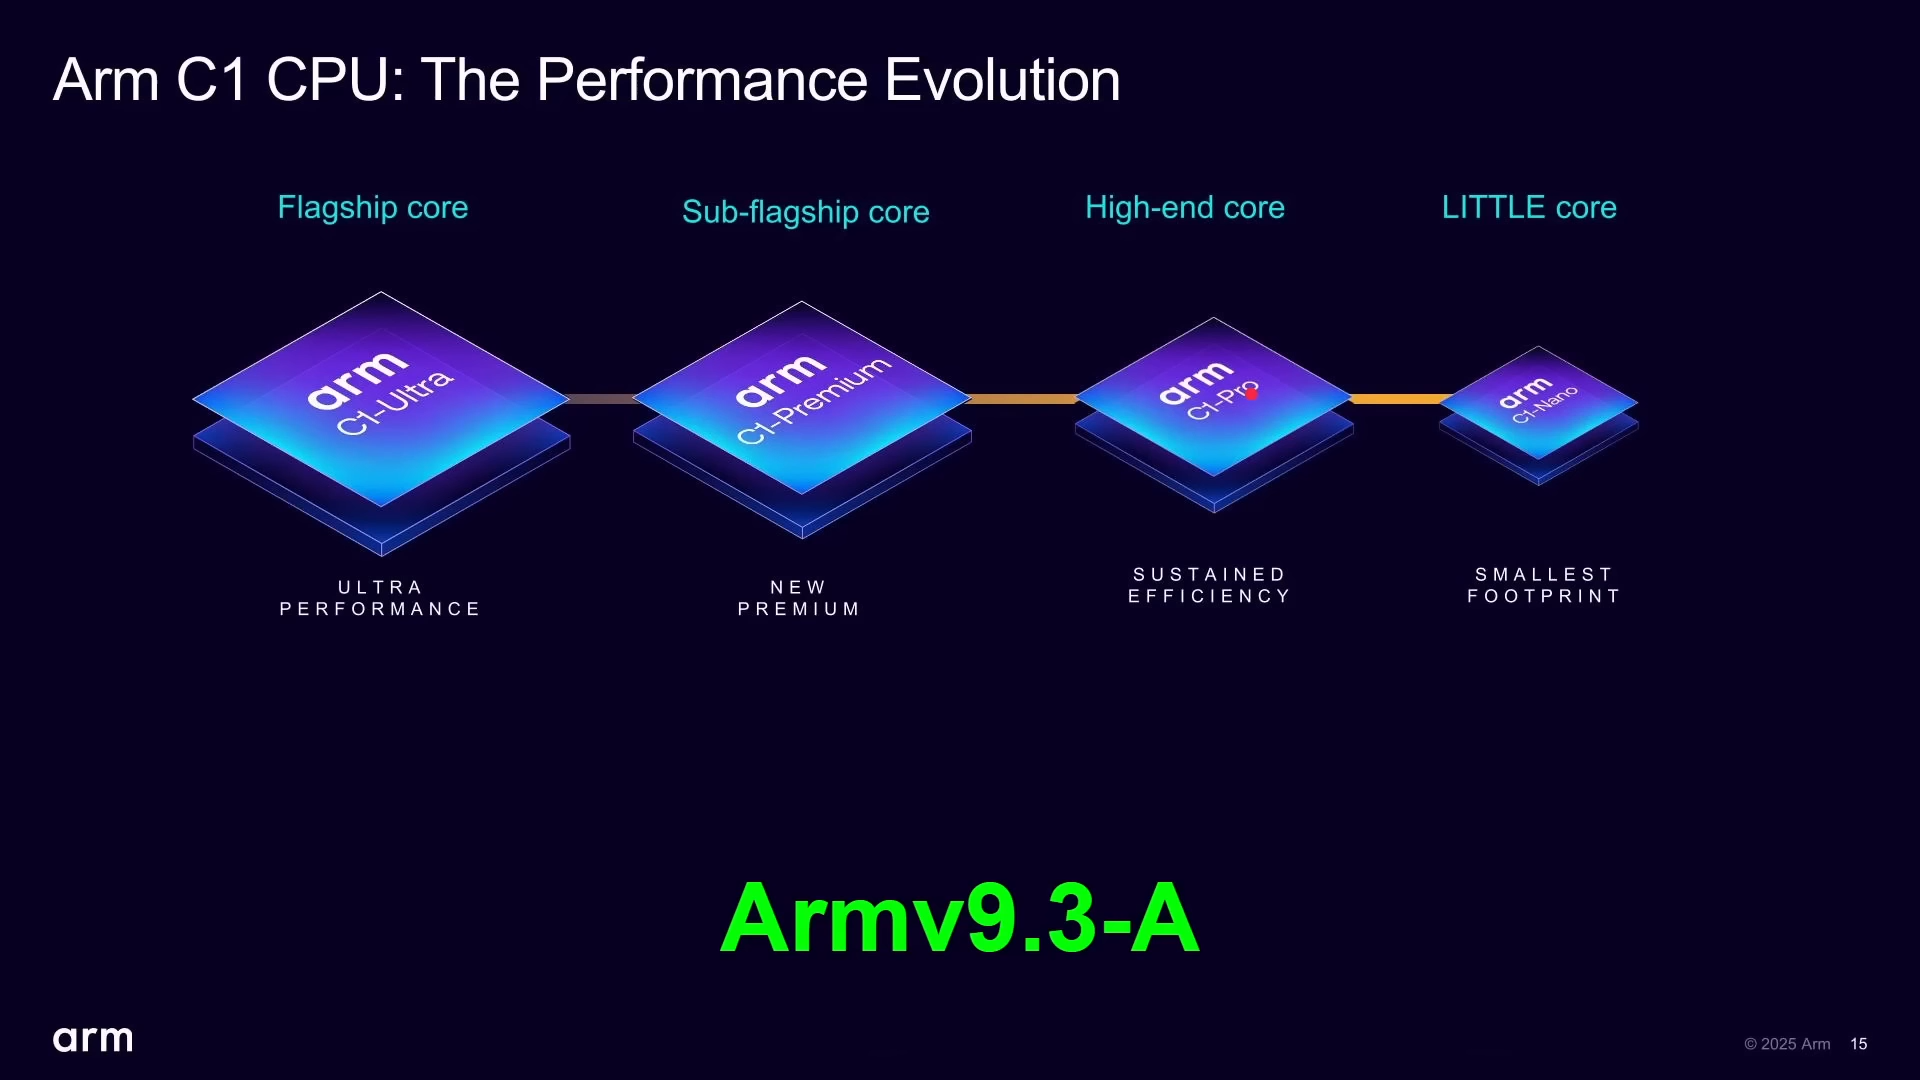 Arm C1 CPU: The Performance Evolution
Flagship core
Sub-flagship core
High-end core
LITTLE core
arm
C1-Ultra
arm
C1-Premium
arm
C1-Pro
arm
C1-Nano
ULTRA
PERFORMANCE
NEW
PREMIUM
SUSTAINED
EFFICIENCY
SMALLEST
FOOTPRINT
Armv9.3-A
arm
© 2025 Arm 15